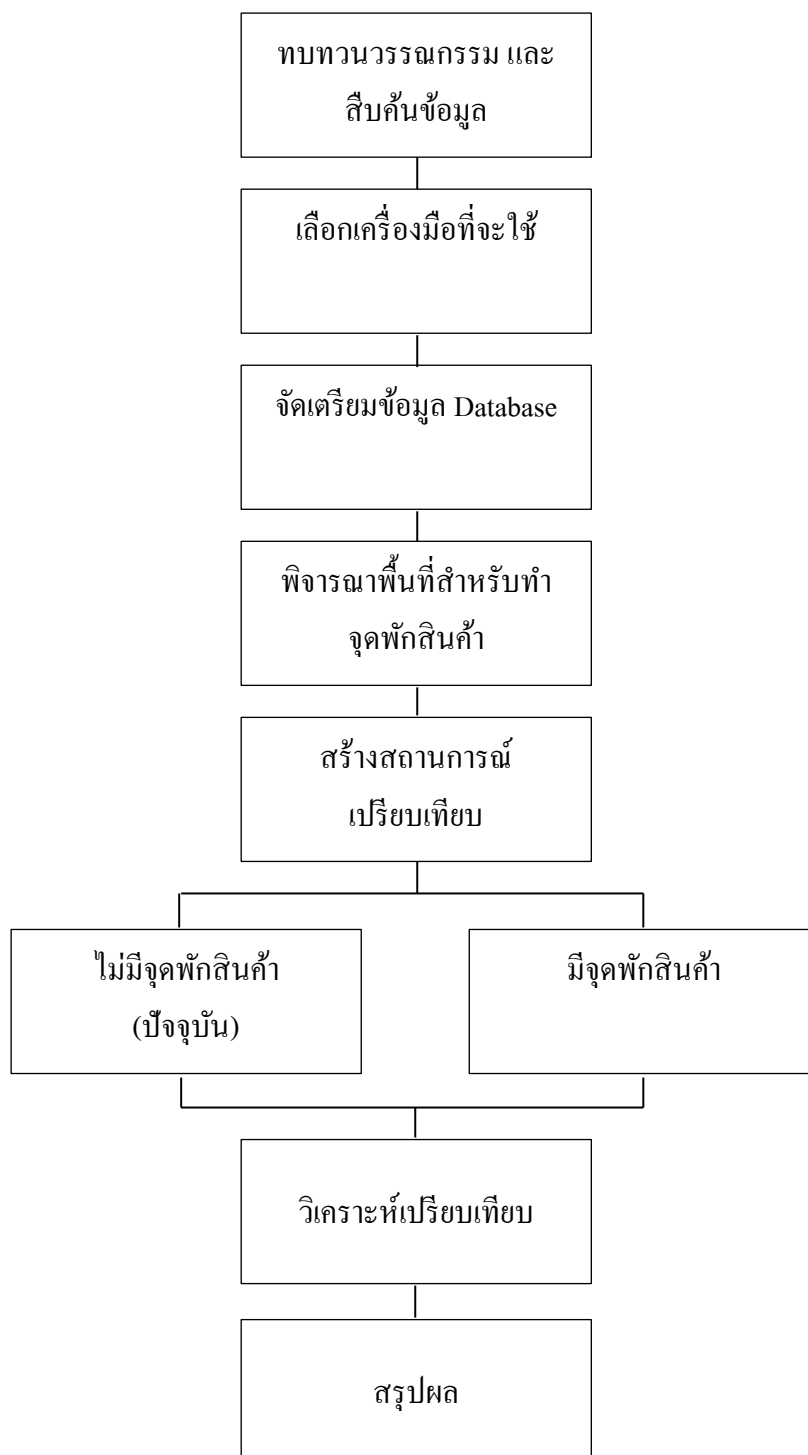 ทบทวนวรรณกรรม และ
สืบค้นข้อมูล
เลือกเครื่องมือที่จะใช้
จัดเตรียมข้อมูล Database
พิจารณาพื้นที่สำหรับทำ
จุดพักสินค้า
สร้างสถานการณ์
เปรียบเทียบ
ไม่มีจุดพักสินค้า
(ปัจจุบัน)
มีจุดพักสินค้า
วิเคราะห์เปรียบเทียบ
สรุปผล